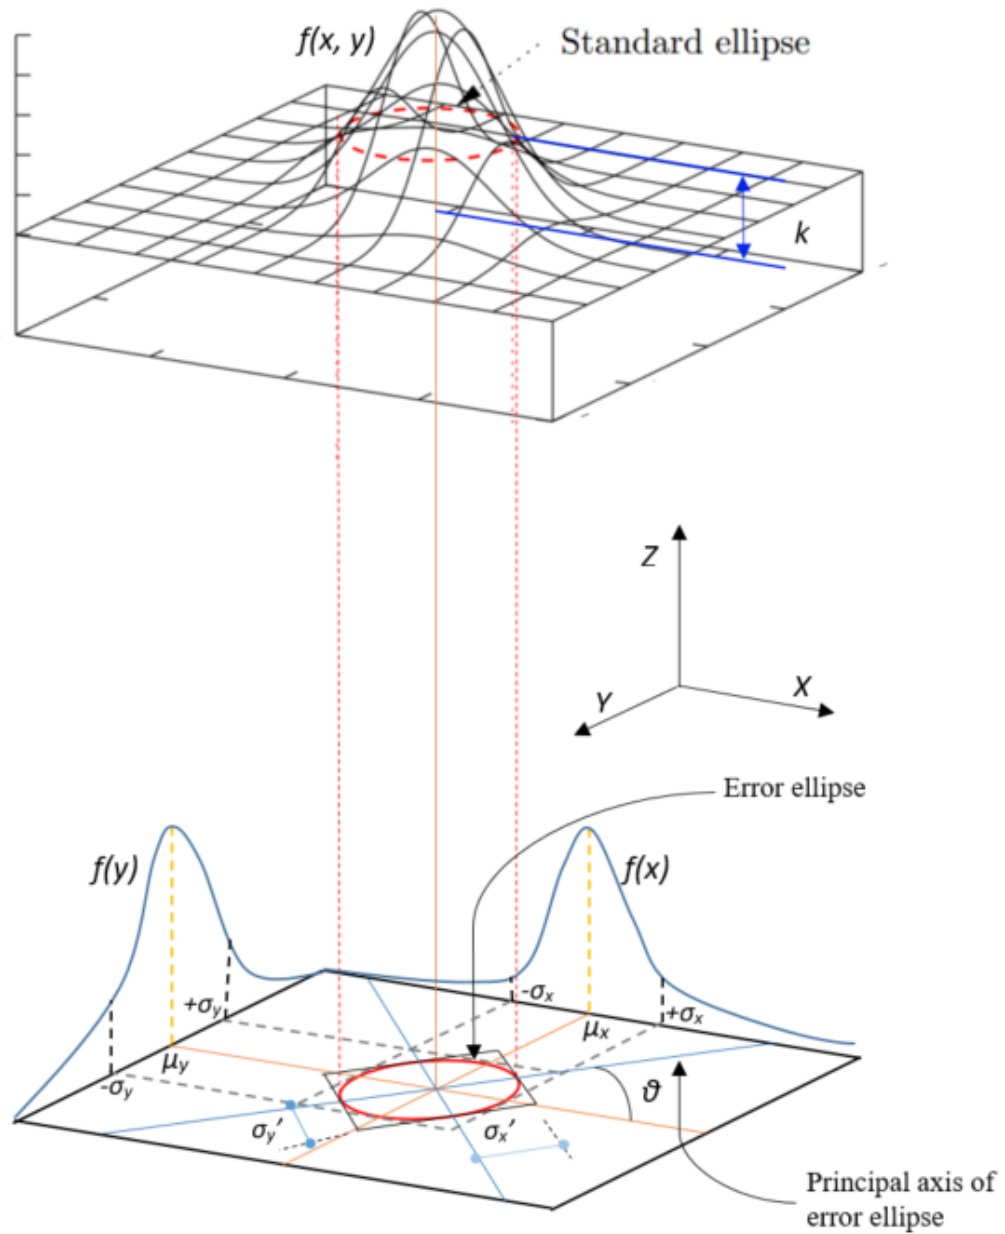 f(x, y)
Standard ellipse
k
Z
X
Y
Error ellipse
f(y)
f(x)
+σy
-σx
+σx
μx
μy
-σy
ϑ
σy′
σx′
Principal axis of
error ellipse